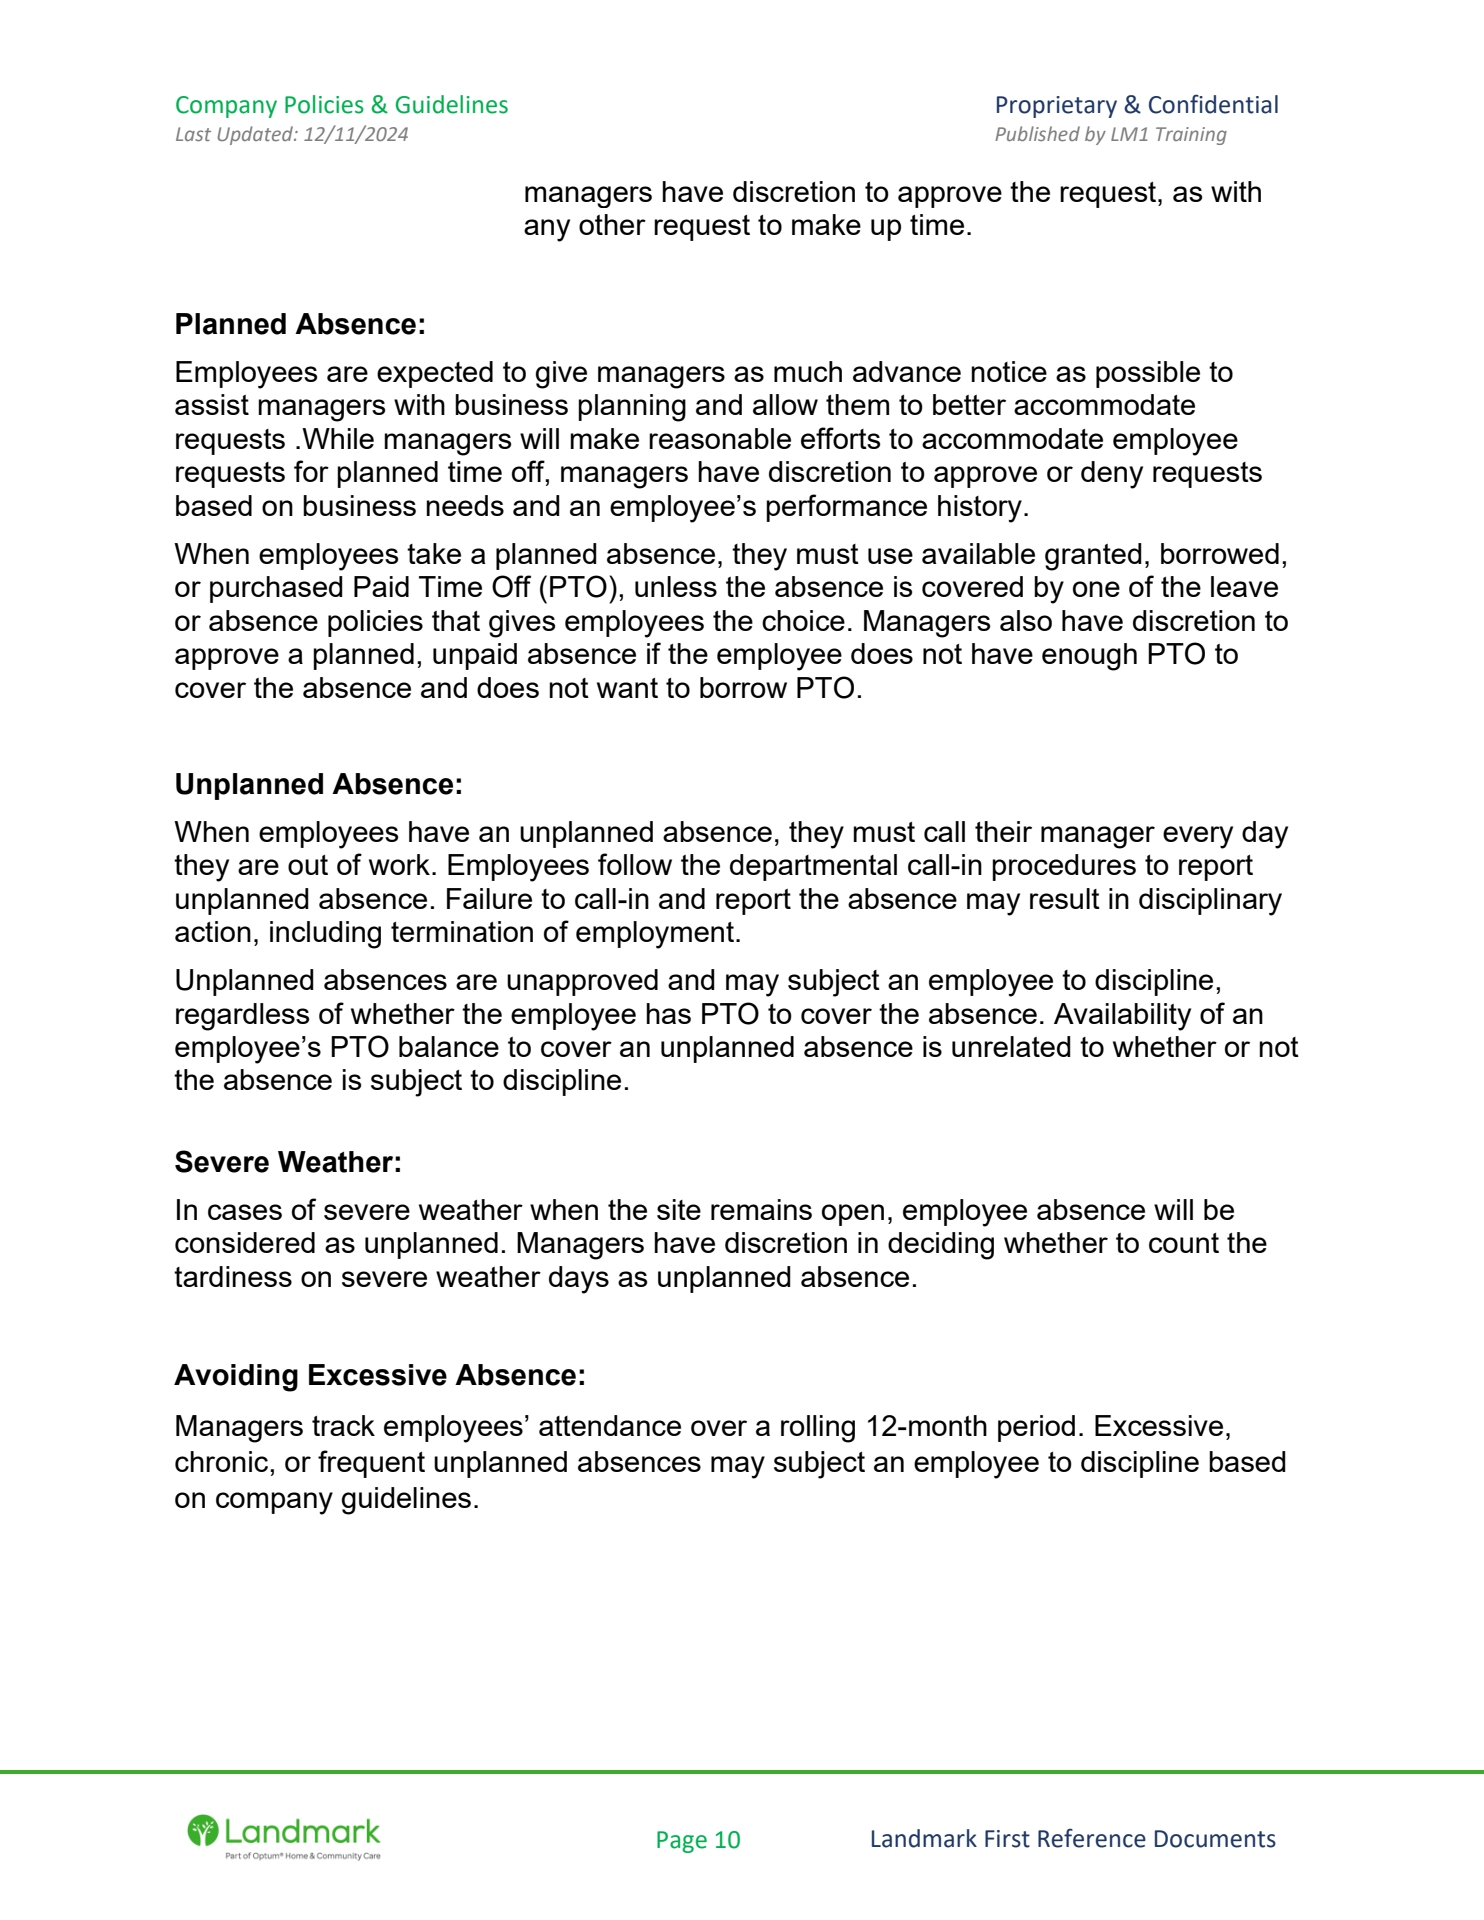 Company Policies & Guidelines
Proprietary & Confidential
Last Updated: 12/11/2024
Published by LM1 Training
managers have discretion to approve the request, as with
any other request to make up time.
Planned Absence:
Employees are expected to give managers as much advance notice as possible to
assist managers with business planning and allow them to better accommodate
requests .While managers will make reasonable efforts to accommodate employee
requests for planned time off, managers have discretion to approve or deny requests
based on business needs and an employee’s performance history.
When employees take a planned absence, they must use available granted, borrowed,
or purchased Paid Time Off (PTO), unless the absence is covered by one of the leave
or absence policies that gives employees the choice. Managers also have discretion to
approve a planned, unpaid absence if the employee does not have enough PTO to
cover the absence and does not want to borrow PTO.
Unplanned Absence:
When employees have an unplanned absence, they must call their manager every day
they are out of work. Employees follow the departmental call-in procedures to report
unplanned absence. Failure to call-in and report the absence may result in disciplinary
action, including termination of employment.
Unplanned absences are unapproved and may subject an employee to discipline,
regardless of whether the employee has PTO to cover the absence. Availability of an
employee’s PTO balance to cover an unplanned absence is unrelated to whether or not
the absence is subject to discipline.
Severe Weather:
In cases of severe weather when the site remains open, employee absence will be
considered as unplanned. Managers have discretion in deciding whether to count the
tardiness on severe weather days as unplanned absence.
Avoiding Excessive Absence:
Managers track employees’ attendance over a rolling 12-month period. Excessive,
chronic, or frequent unplanned absences may subject an employee to discipline based
on company guidelines.
Landmark
Part of Optum® Home & Community Care
Page 10
Landmark First Reference Documents